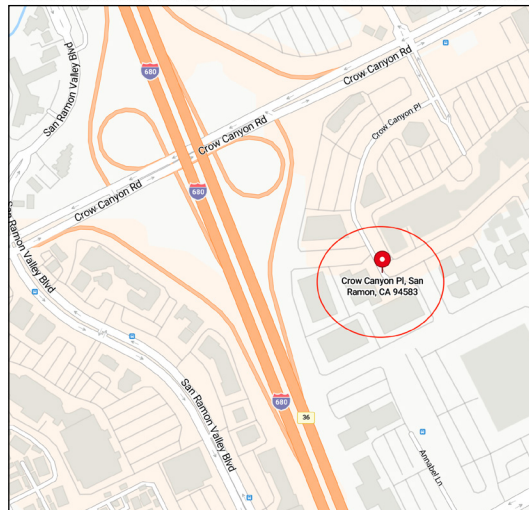 San Ramon Valley Blvd
680
Crow Canyon Rd
Crow Canyon Pl
Crow Canyon Rd
680
Crow Canyon Rd
San Ramon Valley Blvd
Crow Canyon Pl, San
Ramon, CA 94583
San Ramon Valley Blvd
680
36
Annabel Ln